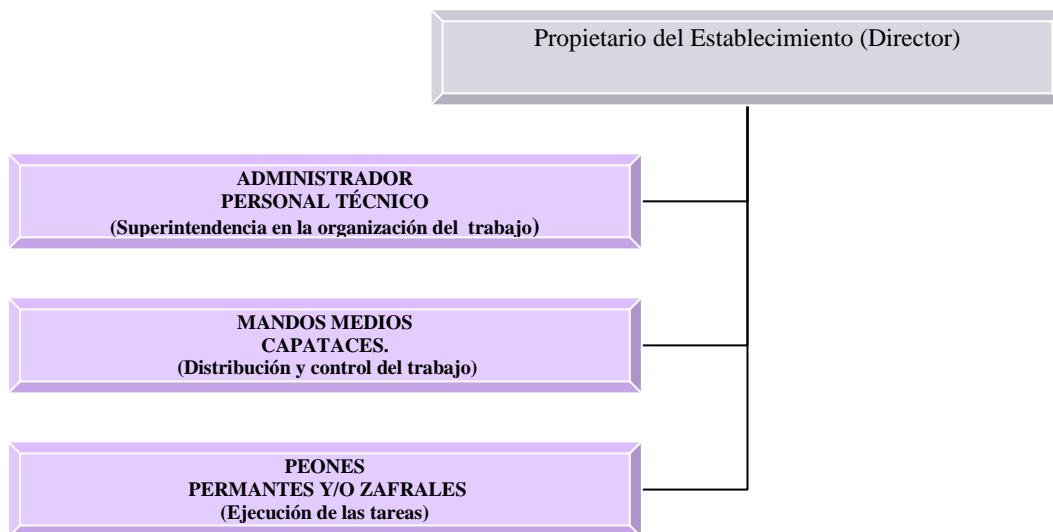 Propietario del Establecimiento (Director)
ADMINISTRADOR
PERSONAL TÉCNICO
(Superintendencia en la organización del trabajo)
MANDOS MEDIOS
CAPATACES.
(Distribución y control del trabajo)
PEONES
PERMANTES Y/O ZAFRALES
(Ejecución de las tareas)